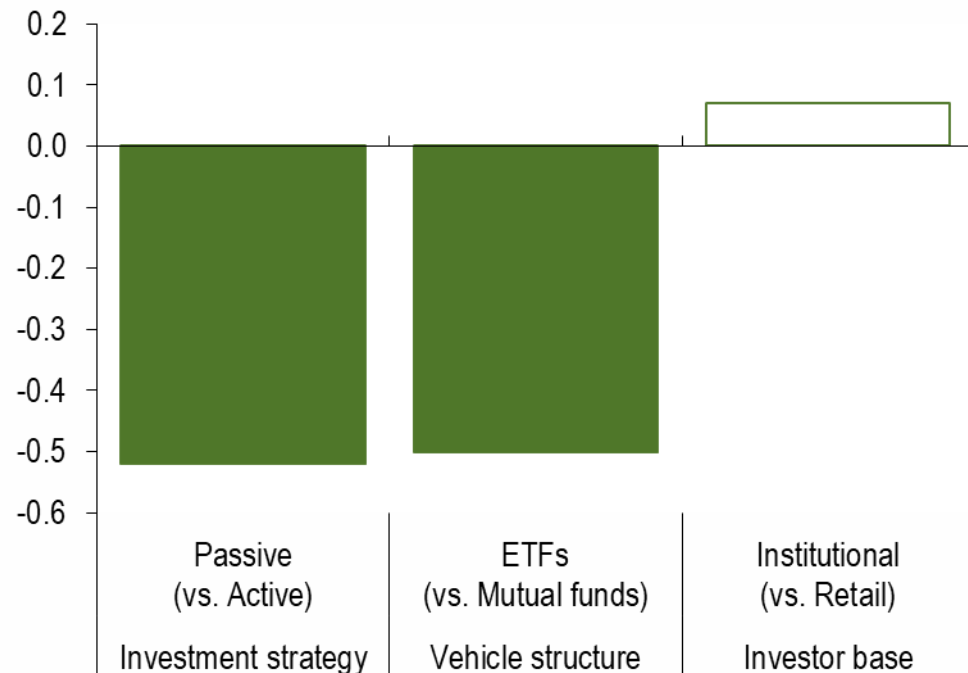 0.2
0.1
0.0
-0.1
-0.2
-0.3
-0.4
-0.5
-0.6
Passive
(vs. Active)
Investment strategy
ETFs
(vs. Mutual funds)
Vehicle structure
Institutional
(vs. Retail)
Investor base